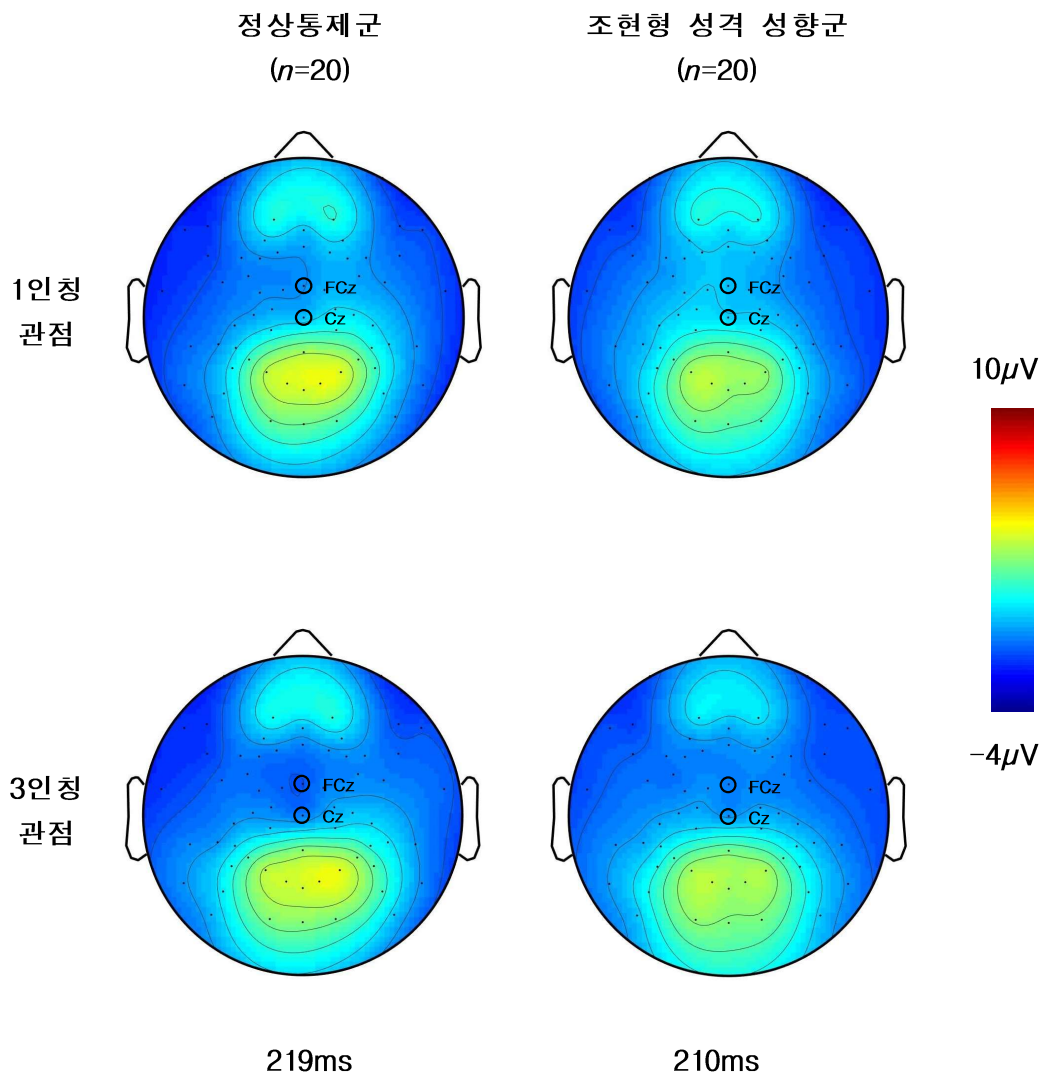 정상통제군 조현형 성격 성향군
(n=20) (n=20)
1인칭
관점
FCz FCz
Cz Cz
10μV
-4μV
3인칭
관점
FCz FCz
Cz Cz
219ms 210ms